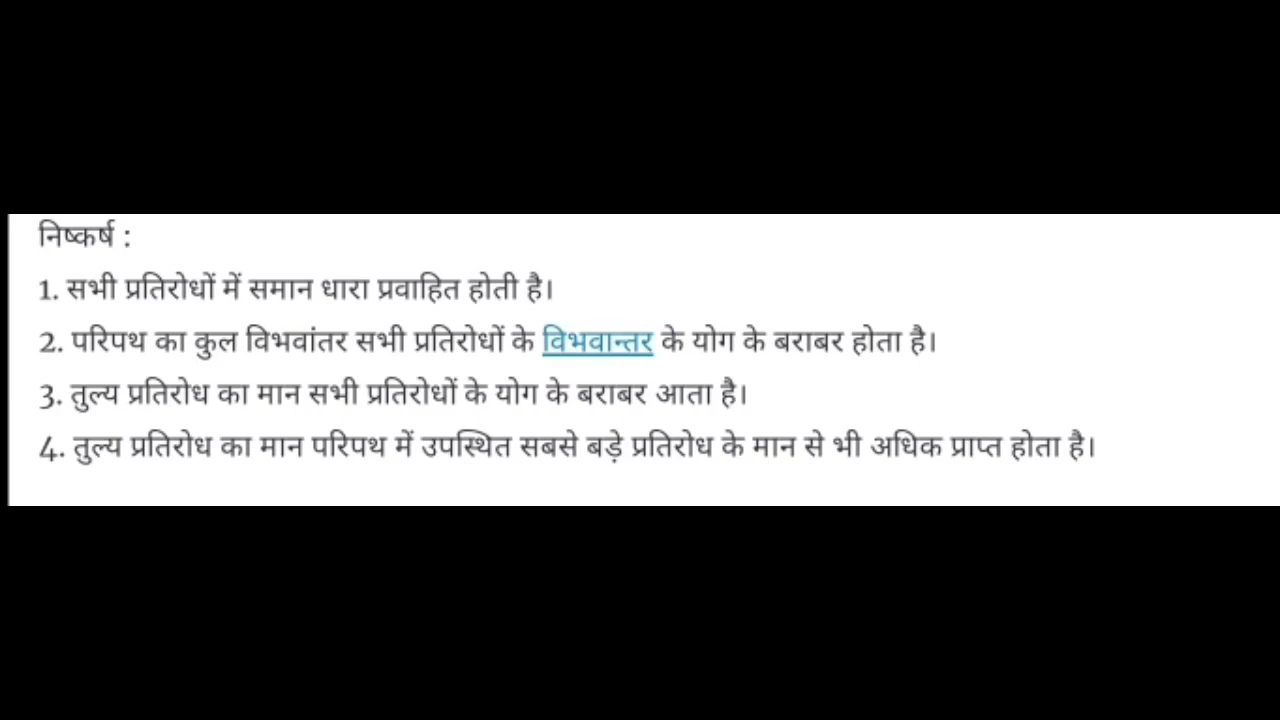 निष्कर्ष :
1. सभी प्रतिरोधों में समान धारा प्रवाहित होती है।
2. परिपथ का कुल विभवांतर सभी प्रतिरोधों के विभवान्तर के योग के बराबर होता है।
3. तुल्य प्रतिरोध का मान सभी प्रतिरोधों के योग के बराबर आता है।
4. तुल्य प्रतिरोध का मान परिपथ में उपस्थित सबसे बड़े प्रतिरोध के मान से भी अधिक प्राप्त होता है।